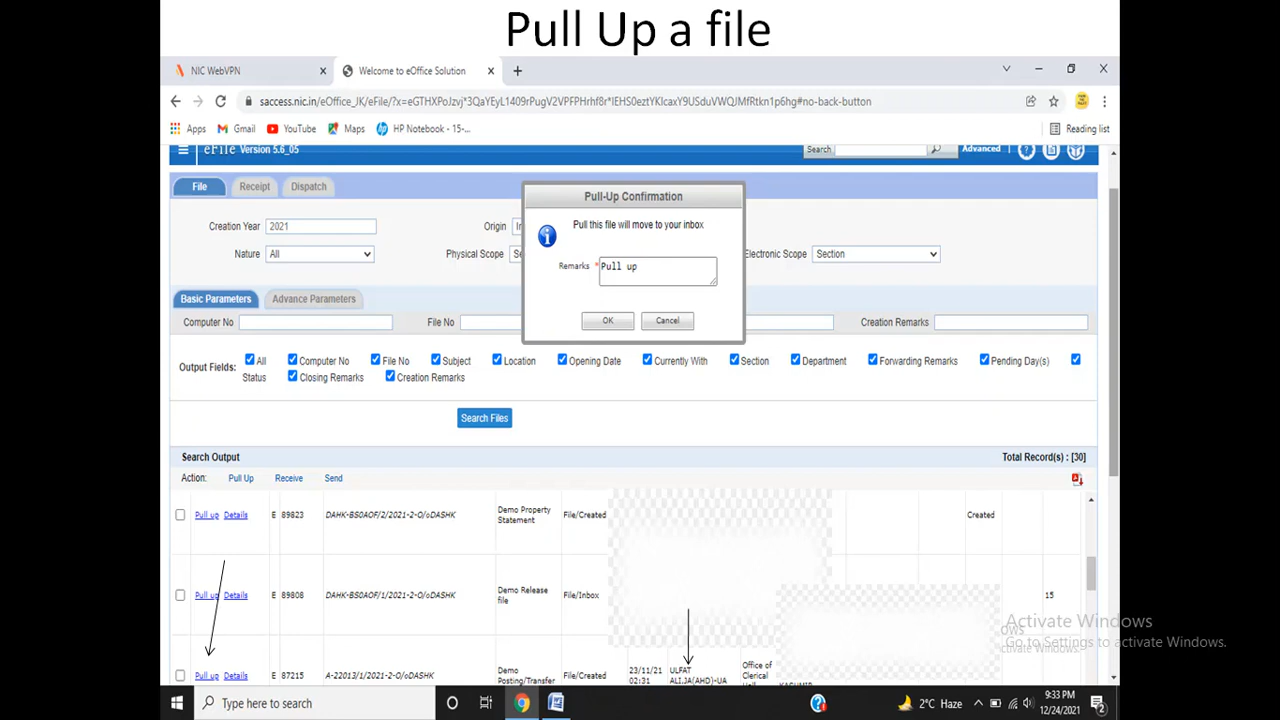 Pull Up a file
NIC WebVPN
Welcome to eOffice Solution
saccess.nic.in/eOffice_JK/eFile/?x=eGTHXPoJzvj*3QaYEyL1409rPugV2VPFPHrhf8r*lEHS0eztYKIcaxY9USduVWQJMfRtkn1p6hg#no-back-button
Apps Gmail YouTube Maps HP Notebook - 15-... Reading list
eFile Version 5.6_05 Search Advanced
File Receipt Dispatch
Creation Year 2021 Origin
Nature All Physical Scope Electronic Scope Section
Pull-Up Confirmation
Pull this file will move to your inbox
Remarks *Pull up
OK Cancel
Basic Parameters Advance Parameters
Computer No File No Creation Remarks
Output Fields: All Computer No File No Subject Location Opening Date Currently With Section Department Forwarding Remarks Pending Day(s)
Status Closing Remarks Creation Remarks
Search Files
Search Output Total Record(s) : [30]
Action: Pull Up Receive Send
Pull up Details E 89823 DAHK-BS0AOF/2/2021-2-O/oDASHK Demo Property Statement File/Created Created
Pull up Details E 89808 DAHK-BS0AOF/1/2021-2-O/oDASHK Demo Release file File/Inbox 15
Pull up Details E 87215 A-22013/1/2021-2-O/oDASHK Demo Posting/Transfer File/Created 23/11/21 02:31 ULFAT ALI,JA(AHD)-UA Office of Clerical
Activate Windows
Go to Settings to activate Windows.
Type here to search
2°C Haze
9:33 PM
12/24/2021
2